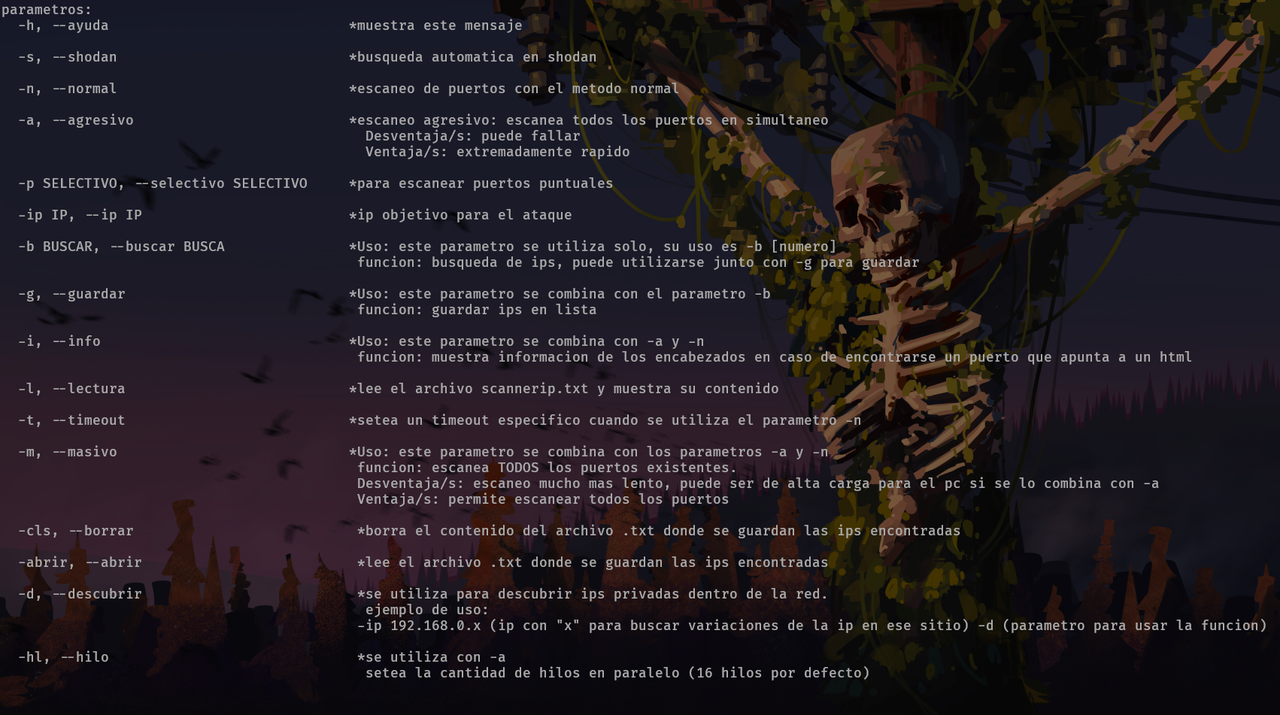 parametros:
-h, --ayuda *muestra este mensaje
-s, --shodan *busqueda automatica en shodan
-n, --normal *escaneo de puertos con el metodo normal
-a, --agresivo *escaneo agresivo: escanea todos los puertos en simultaneo
Desventaja/s: puede fallar
Ventaja/s: extremadamente rapido
-p SELECTIVO, --selectivo SELECTIVO *para escanear puertos puntuales
-ip IP, --ip IP *ip objetivo para el ataque
-b BUSCAR, --buscar BUSCA *Uso: este parametro se utiliza solo, su uso es -b [numero]
funcion: busqueda de ips, puede utilizarse junto con -g para guardar
-g, --guardar *Uso: este parametro se combina con el parametro -b
funcion: guardar ips en lista
-i, --info *Uso: este parametro se combina con -a y -n
funcion: muestra informacion de los encabezados en caso de encontrarse un puerto que apunta a un html
-l, --lectura *lee el archivo scannerip.txt y muestra su contenido
-t, --timeout *setea un timeout especifico cuando se utiliza el parametro -n
-m, --masivo *Uso: este parametro se combina con los parametros -a y -n
funcion: escanea TODOS los puertos existentes.
Desventaja/s: escaneo mucho mas lento, puede ser de alta carga para el pc si se lo combina con -a
Ventaja/s: permite escanear todos los puertos
-cls, --borrar *borra el contenido del archivo .txt donde se guardan las ips encontradas
-abrir, --abrir *lee el archivo .txt donde se guardan las ips encontradas
-d, --descubrir *se utiliza para descubrir ips privadas dentro de la red.
ejemplo de uso:
-ip 192.168.0.x (ip con "x" para buscar variaciones de la ip en ese sitio) -d (parametro para usar la funcion)
-hl, --hilo *se utiliza con -a
setea la cantidad de hilos en paralelo (16 hilos por defecto)